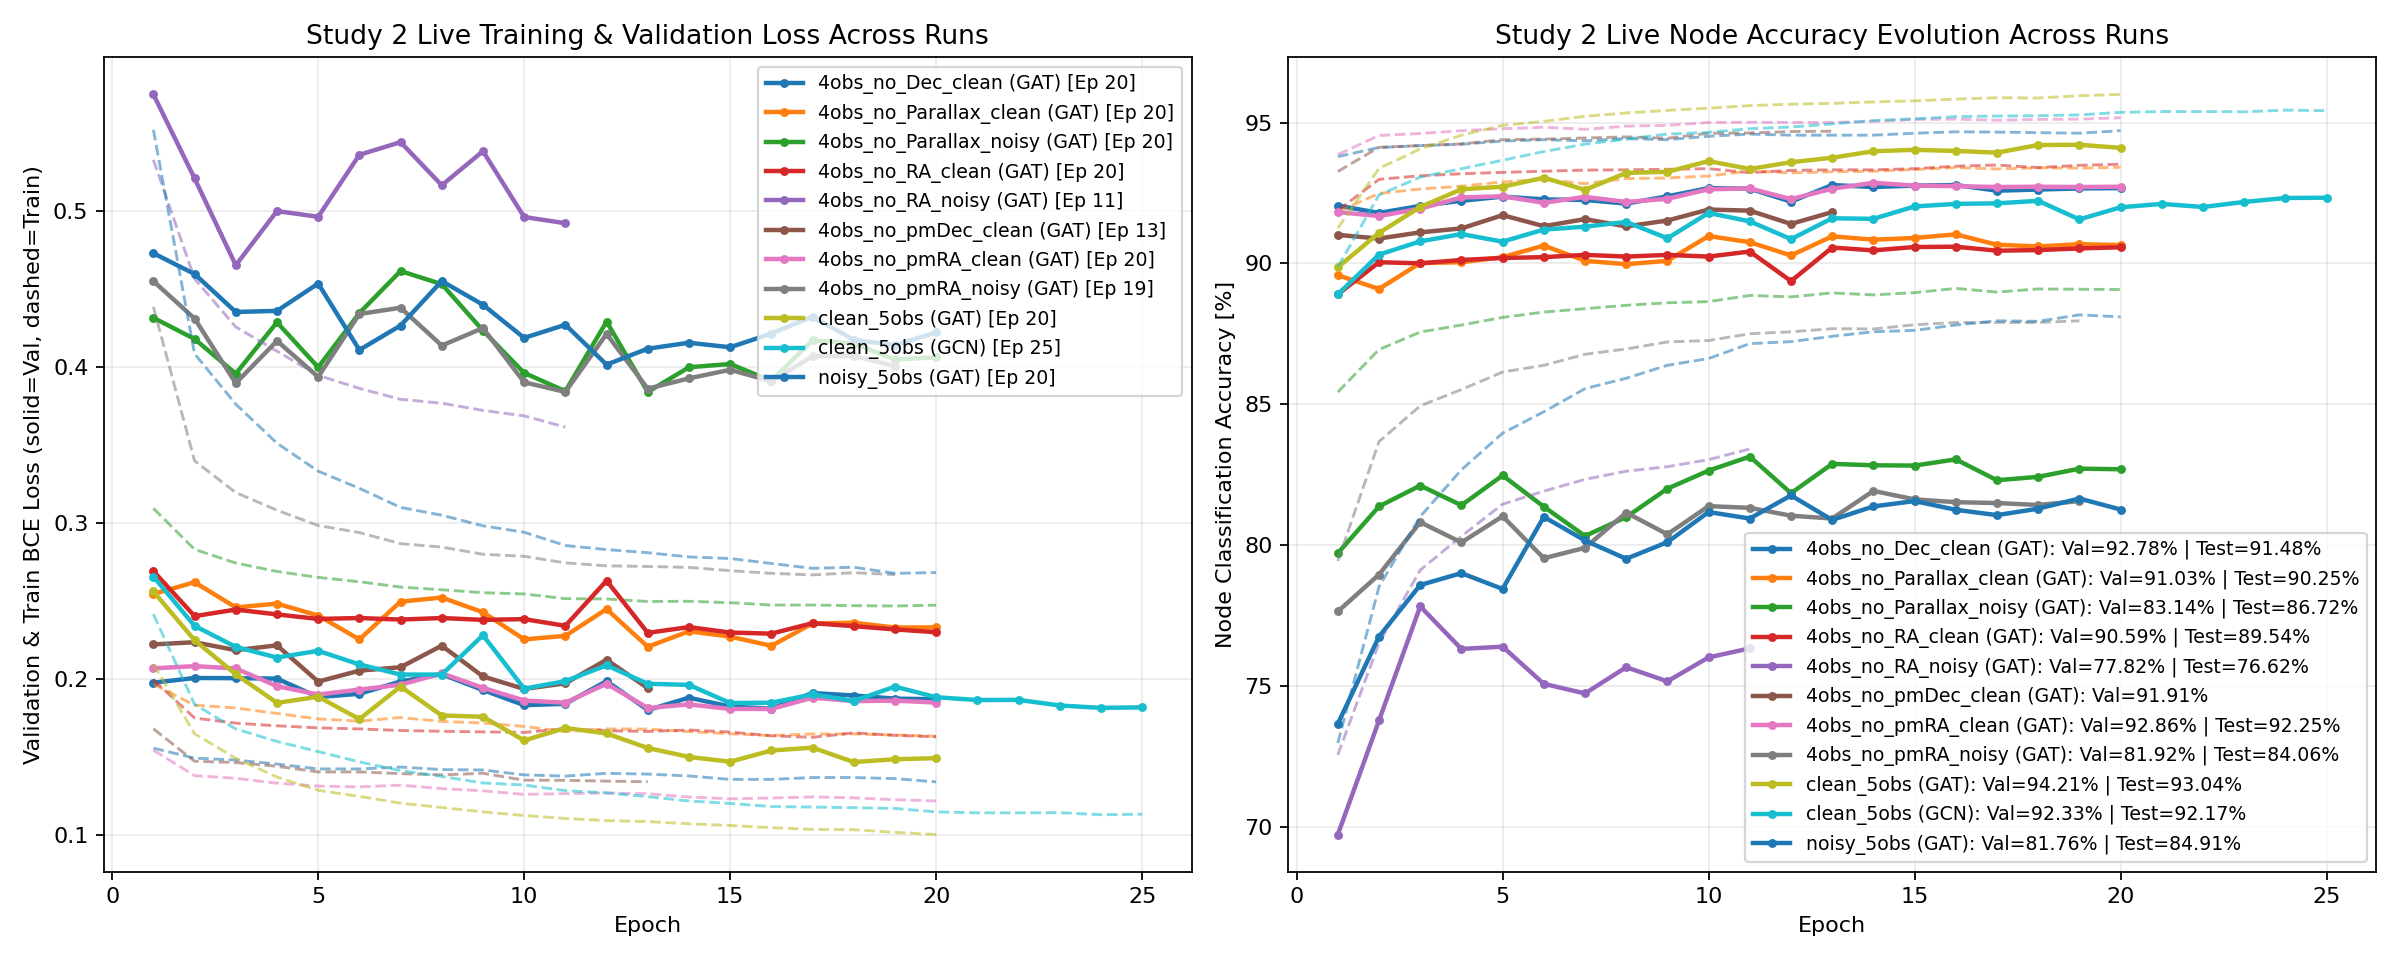 Study 2 Live Training & Validation Loss Across Runs
Validation & Train BCE Loss (solid=Val, dashed=Train)
0.5
0.4
0.3
0.2
0.1
0
5
10
15
20
25
Epoch
4obs_no_Dec_clean (GAT) [Ep 20]
4obs_no_Parallax_clean (GAT) [Ep 20]
4obs_no_Parallax_noisy (GAT) [Ep 20]
4obs_no_RA_clean (GAT) [Ep 20]
4obs_no_RA_noisy (GAT) [Ep 11]
4obs_no_pmDec_clean (GAT) [Ep 13]
4obs_no_pmRA_clean (GAT) [Ep 20]
4obs_no_pmRA_noisy (GAT) [Ep 19]
clean_5obs (GAT) [Ep 20]
clean_5obs (GCN) [Ep 25]
noisy_5obs (GAT) [Ep 20]
Study 2 Live Node Accuracy Evolution Across Runs
Node Classification Accuracy [%]
95
90
85
80
75
70
0
5
10
15
20
25
Epoch
4obs_no_Dec_clean (GAT): Val=92.78% | Test=91.48%
4obs_no_Parallax_clean (GAT): Val=91.03% | Test=90.25%
4obs_no_Parallax_noisy (GAT): Val=83.14% | Test=86.72%
4obs_no_RA_clean (GAT): Val=90.59% | Test=89.54%
4obs_no_RA_noisy (GAT): Val=77.82% | Test=76.62%
4obs_no_pmDec_clean (GAT): Val=91.91%
4obs_no_pmRA_clean (GAT): Val=92.86% | Test=92.25%
4obs_no_pmRA_noisy (GAT): Val=81.92% | Test=84.06%
clean_5obs (GAT): Val=94.21% | Test=93.04%
clean_5obs (GCN): Val=92.33% | Test=92.17%
noisy_5obs (GAT): Val=81.76% | Test=84.91%